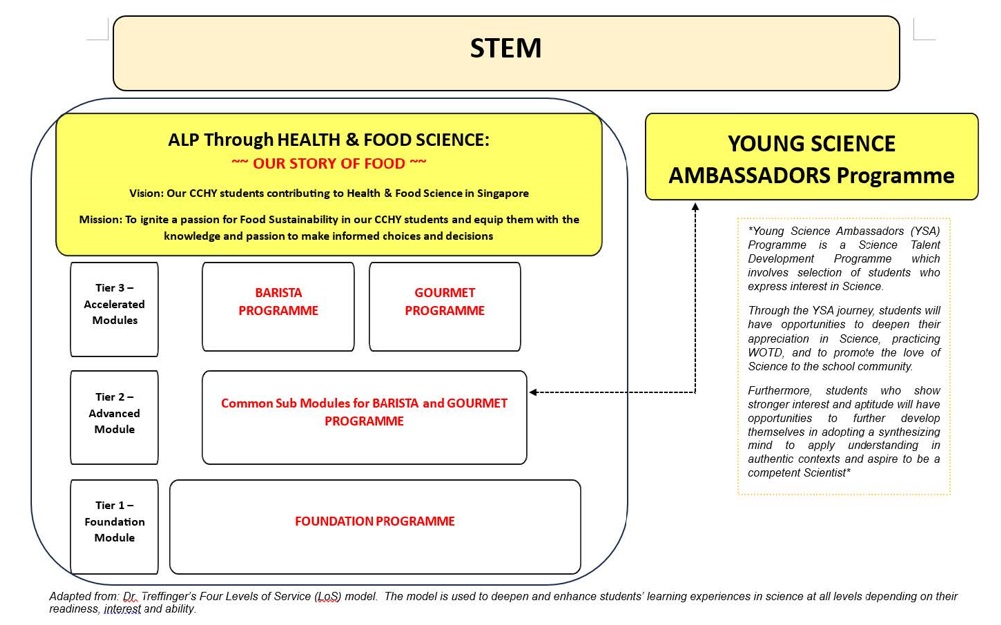 STEM
ALP Through HEALTH & FOOD SCIENCE:
~~ OUR STORY OF FOOD ~~
Vision: Our CCHY students contributing to Health & Food Science in Singapore
Mission: To ignite a passion for Food Sustainability in our CCHY students and equip them with the
knowledge and passion to make informed choices and decisions
YOUNG SCIENCE
AMBASSADORS Programme
*Young Science Ambassadors (YSA)
Programme is a Science Talent
Development Programme which
involves selection of students who
express interest in Science.
Through the YSA journey, students will
have opportunities to deepen their
appreciation in Science, practicing
WOTD, and to promote the love of
Science to the school community.
Furthermore, students who show
stronger interest and aptitude will have
opportunities to further develop
themselves in adopting a synthesizing
mind to apply understanding in
authentic contexts and aspire to be a
competent Scientist*
Tier 3 –
Accelerated
Modules
BARISTA
PROGRAMME
GOURMET
PROGRAMME
Tier 2 –
Advanced
Module
Common Sub Modules for BARISTA and GOURMET
PROGRAMME
Tier 1 –
Foundation
Module
FOUNDATION PROGRAMME
Adapted from: Dr. Treffinger's Four Levels of Service (LoS) model. The model is used to deepen and enhance students' learning experiences in science at all levels depending on their
readiness, interest and ability.